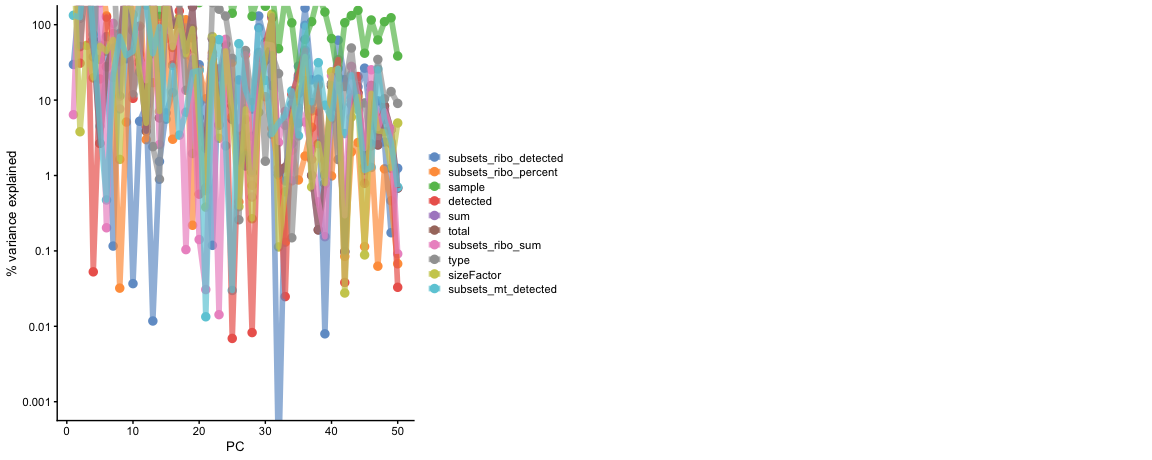 % variance explained
100
10
1
0.1
0.01
0.001
0
10
20
30
40
50
PC
subsets_ribo_detected
subsets_ribo_percent
sample
detected
sum
total
subsets_ribo_sum
type
sizeFactor
subsets_mt_detected